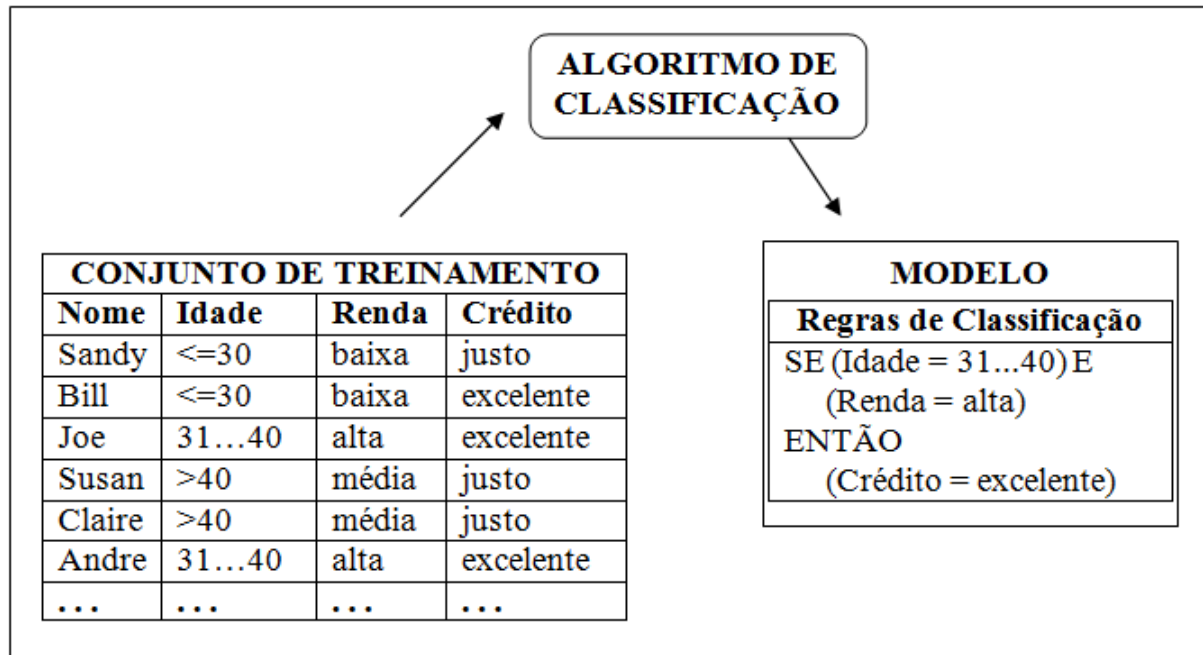 ALGORITMO DE
CLASSIFICAÇÃO
CONJUNTO DE TREINAMENTO
Nome Idade Renda Crédito
Sandy <=30 baixa justo
Bill <=30 baixa excelente
Joe 31...40 alta excelente
Susan >40 média justo
Claire >40 média justo
Andre 31...40 alta excelente
... ... ... ...
MODELO
Regras de Classificação
SE (Idade = 31...40) E
(Renda = alta)
ENTÃO
(Crédito = excelente)